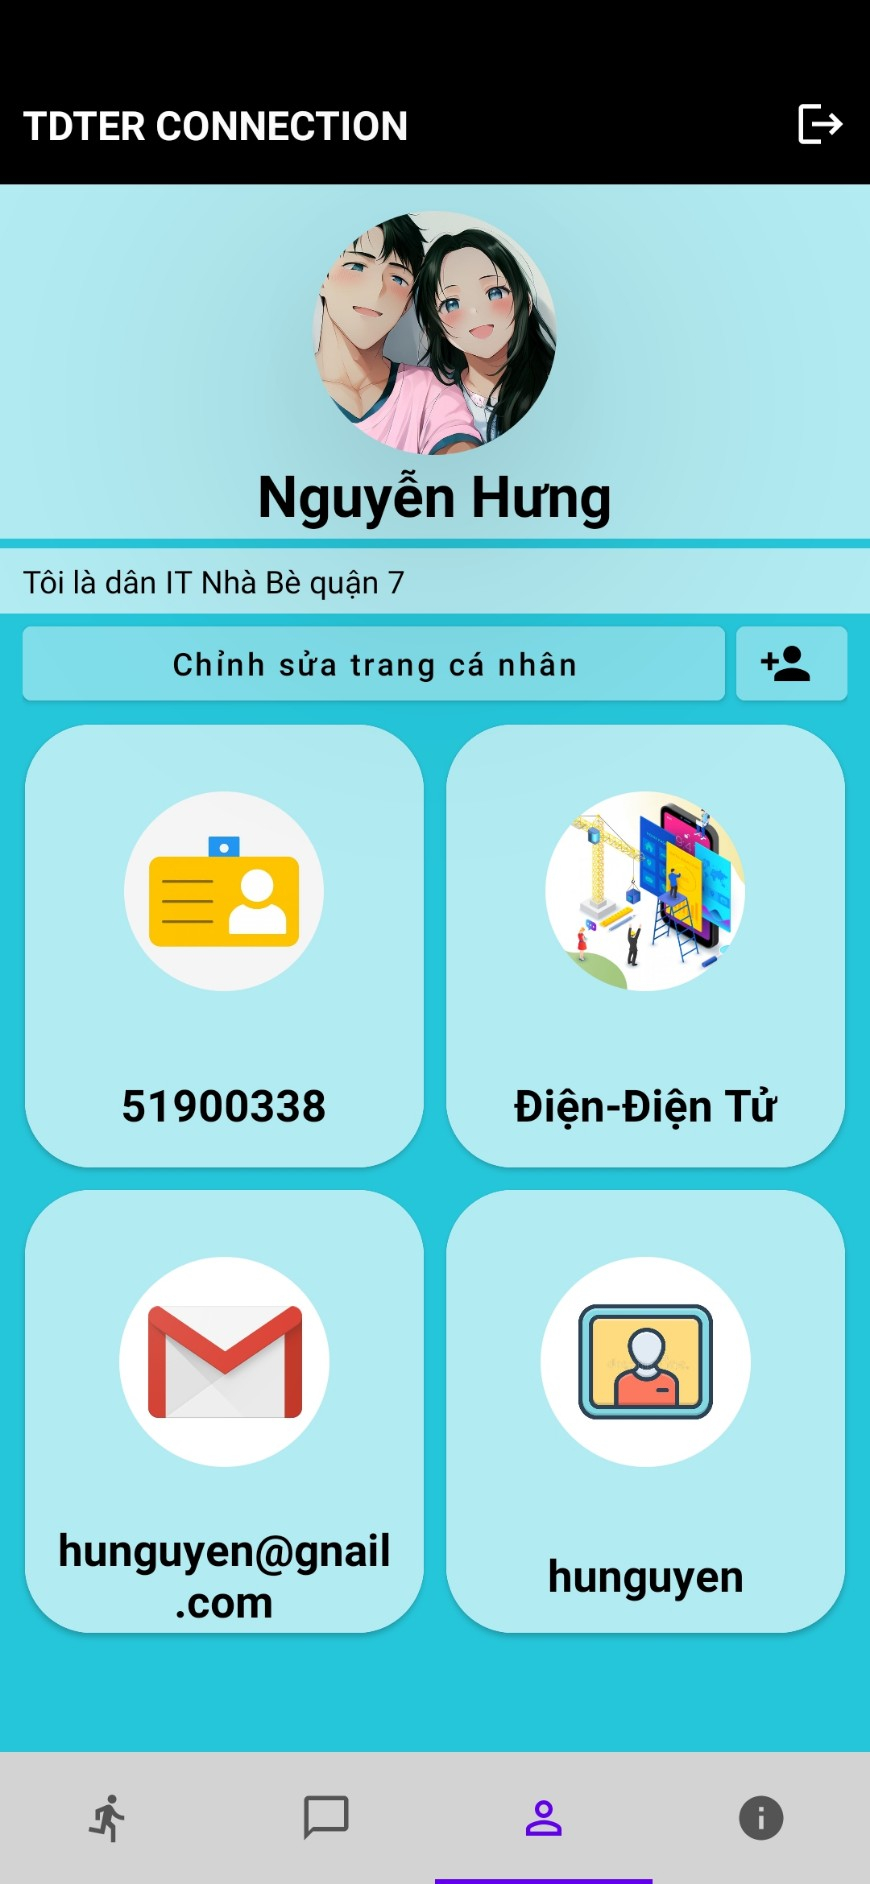 TDTER CONNECTION
Nguyễn Hưng
Tôi là dân IT Nhà Bè quận 7
Chỉnh sửa trang cá nhân
51900338
Điện-Điện Tử
hunguyen@gnail
.com
hunguyen